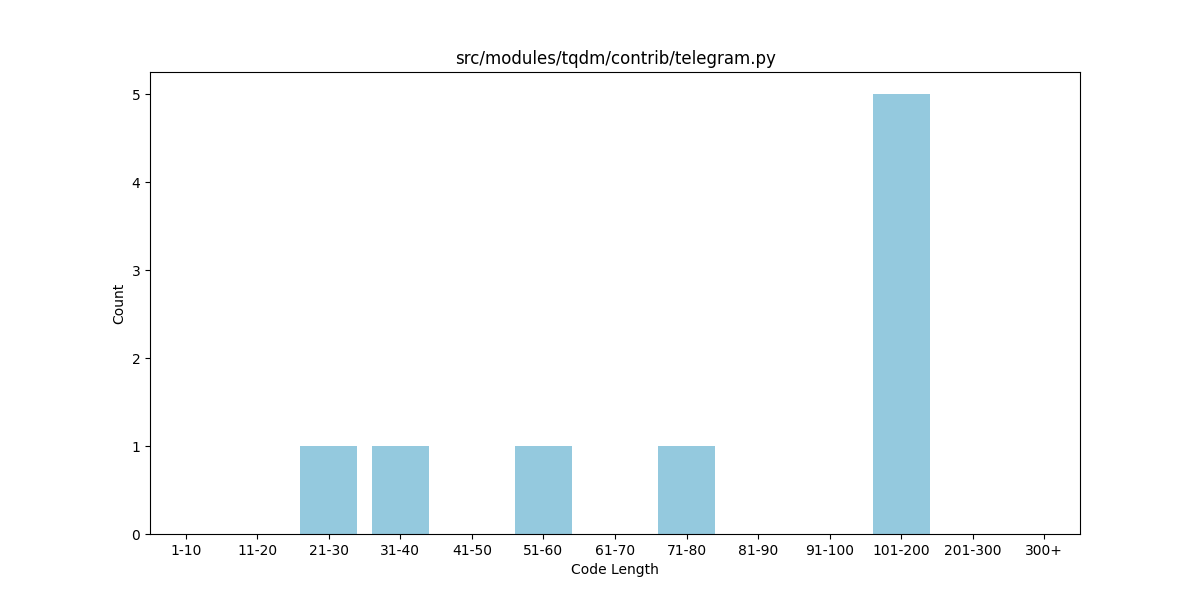 src/modules/tqdm/contrib/telegram.py
5
4
3
2
1
0
Count
1-10 11-20 21-30 31-40 41-50 51-60 61-70 71-80 81-90 91-100 101-200 201-300 300+
Code Length